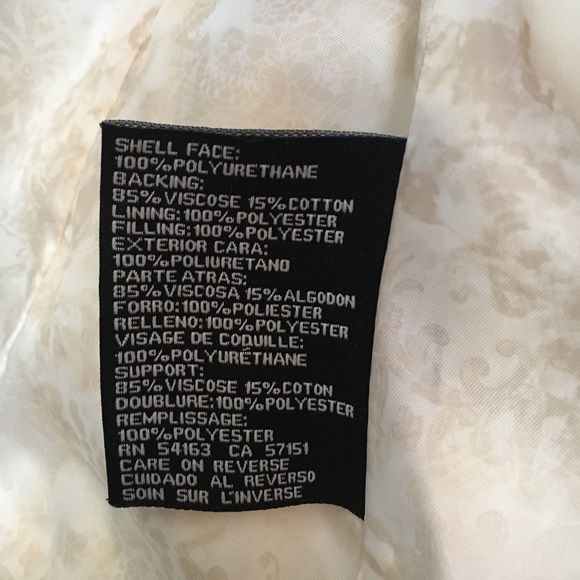 SHELL FACE:
100%POLYURETHANE
BACKING:
85%VISCOSE 15%COTTON
LINING:100%POLYESTER
FILLING:100%POLYESTER
EXTERIOR CARA:
100%POLIURETANO
PARTE ATRAS:
85%VISCOSA 15%ALGODON
FORRO:100%POLIESTER
RELLENO:100%POLYESTER
VISAGE DE COQUILLE:
100%POLYURÉTHANE
SUPPORT:
85%VISCOSE 15%COTON
DOUBLURE:100%POLYESTER
REMPLISSAGE:
100%POLYESTER
RN 54163 CA 57151
CARE ON REVERSE
CUIDADO AL REVERSO
SOIN SUR L'INVERSE